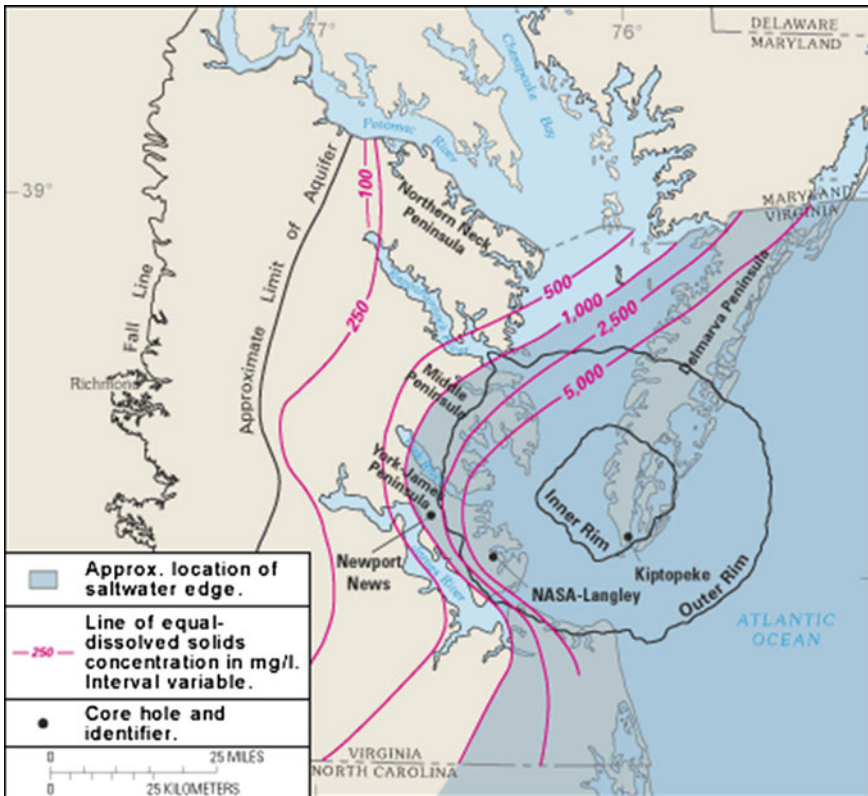 77°
76°
DELAWARE
MARYLAND
Chesapeake
Bay
Potomac
River
39°
MARYLAND
VIRGINIA
100
Northern Neck
Peninsula
Approximate Limit of Aquifer
Fall Line
250
500
1,000
2,500
5,000
Delmarva Peninsula
Richmond
Middle
Peninsula
York-James
Peninsula
Inner Rim
Outer Rim
Newport
News
James River
NASA-Langley
Kiptopeke
ATLANTIC
OCEAN
Approx. location of
saltwater edge.
250
Line of equal-
dissolved solids
concentration in mg/l.
Interval variable.
Core hole and
identifier.
0 25 MILES
0 25 KILOMETERS
VIRGINIA
NORTH CAROLINA